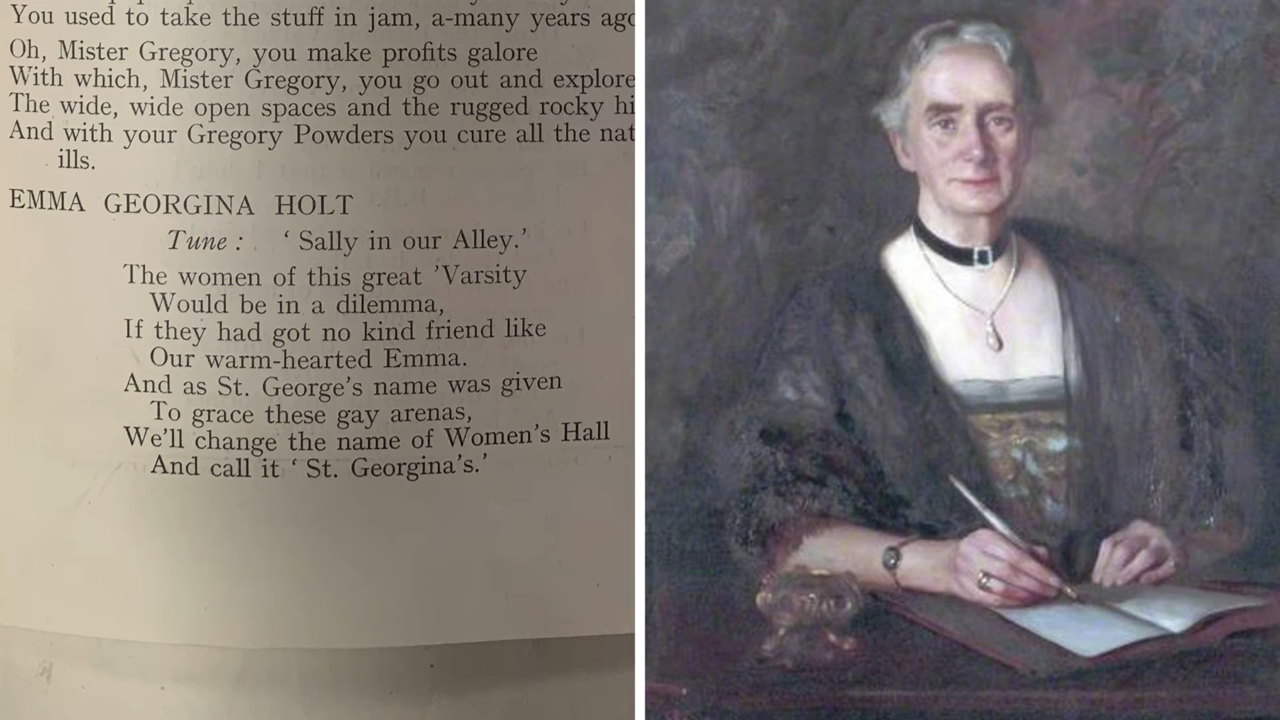 You used to take the stuff in jam, a-many years ago
Oh, Mister Gregory, you make profits galore
With which, Mister Gregory, you go out and explore
The wide, wide open spaces and the rugged rocky hi
And with your Gregory Powders you cure all the nat
ills.
EMMA GEORGINA HOLT
Tune: ‘Sally in our Alley.’
The women of this great ’Varsity
Would be in a dilemma,
If they had got no kind friend like
Our warm-hearted Emma.
And as St. George’s name was given
To grace these gay arenas,
We’ll change the name of Women’s Hall
And call it ‘St. Georgina’s.’